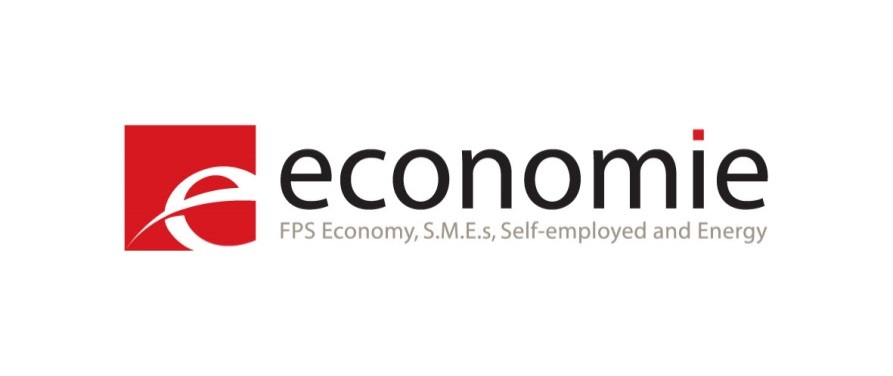 economie
FPS Economy, S.M.E.s, Self-employed and Energy